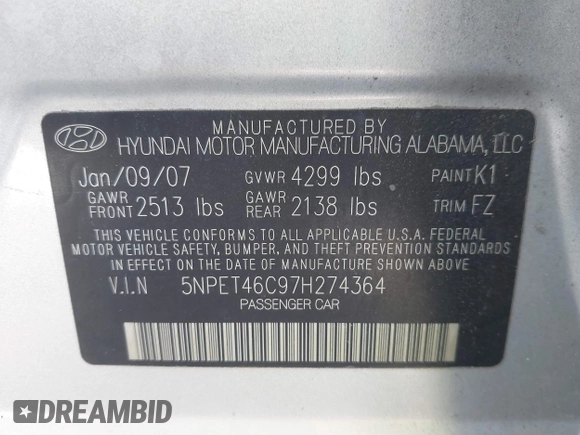 MANUFACTURED BY
HYUNDAI MOTOR MANUFACTURING ALABAMA, LLC
Jan/09/07 GVWR 4299 lbs PAINT K1
GAWR FRONT 2513 lbs GAWR REAR 2138 lbs TRIM FZ
THIS VEHICLE CONFORMS TO ALL APPLICABLE U.S.A. FEDERAL
MOTOR VEHICLE SAFETY, BUMPER, AND THEFT PREVENTION STANDARDS
IN EFFECT ON THE DATE OF MANUFACTURE SHOWN ABOVE
V.I.N 5NPET46C97H274364
PASSENGER CAR
DREAMBID